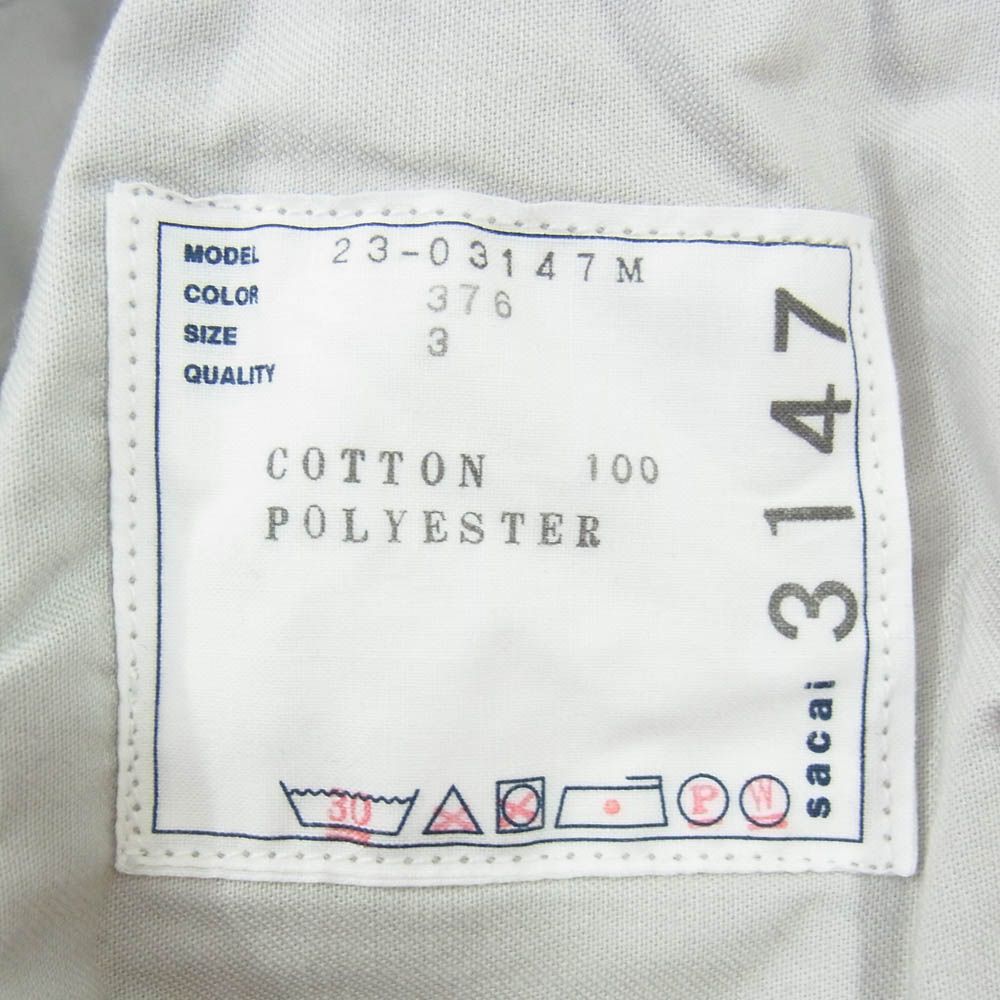 MODEL 23-03147M
COLOR 376
SIZE 3
QUALITY
COTTON 100
POLYESTER
30
P
W
sacai 3147